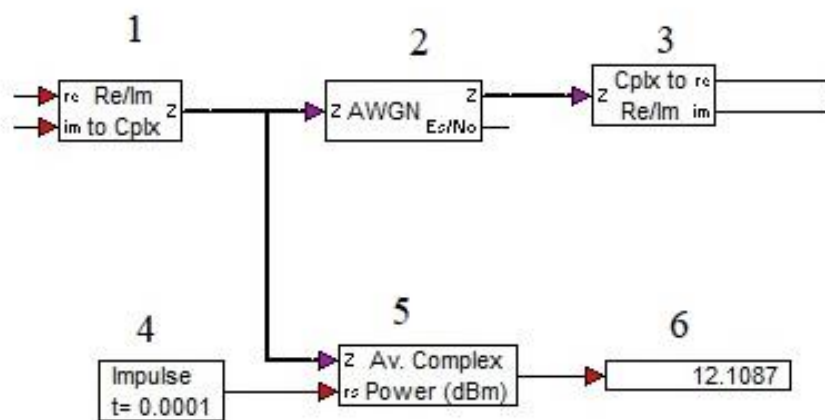 1
2
3
re Re/Im
im to Cplx
Z
Z AWGN
Z
Es/No
Z
Cplx to re
Re/Im im
4
5
6
Impulse
t= 0.0001
Z Av. Complex
rs Power (dBm)
12.1087